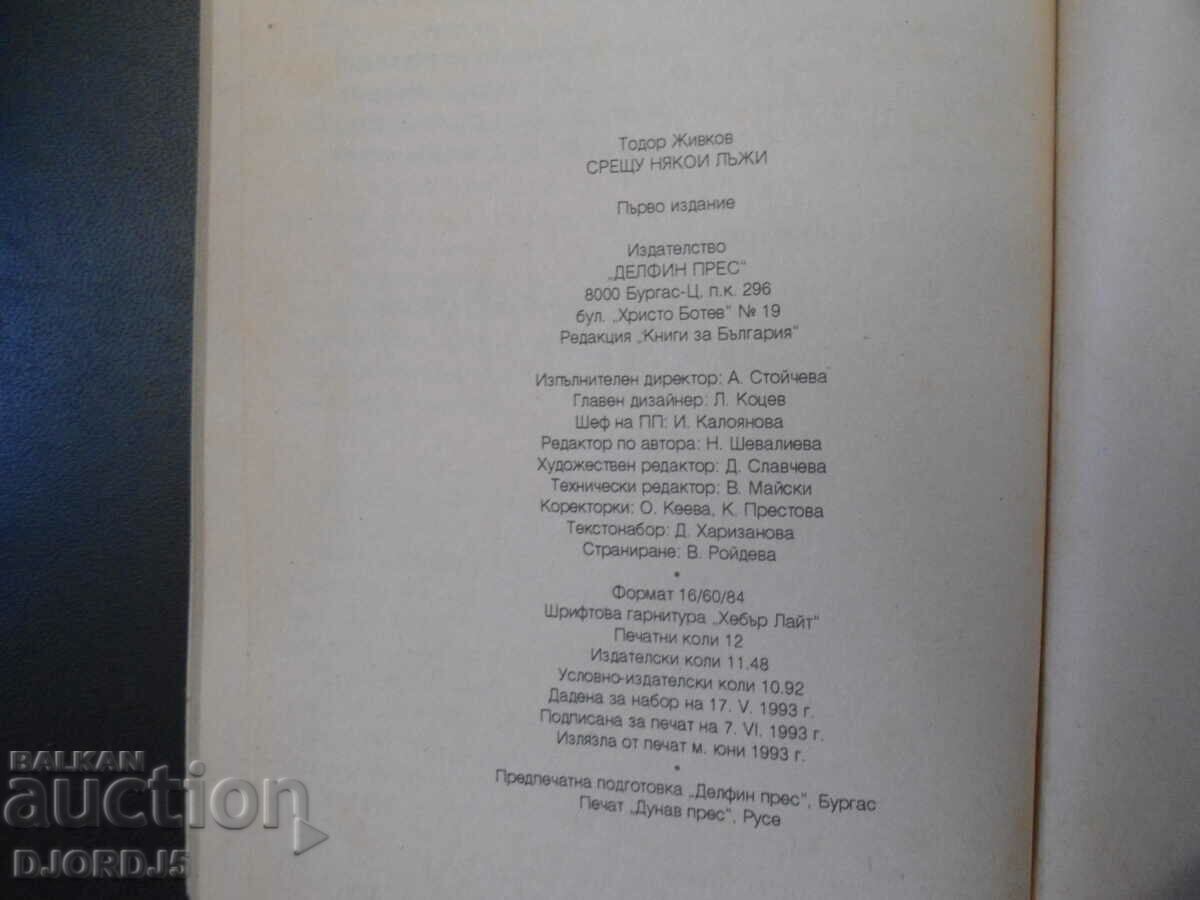 Тодор Живков
СРЕЩУ НЯКОИ ЛЪЖИ
Първо издание
Издателство
„ДЕЛФИН ПРЕС“
8000 Бургас-Ц, п.к. 296
бул. „Христо Ботев“ № 19
Редакция „Книги за България“
Изпълнителен директор: А. Стойчева
Главен дизайнер: Л. Коцев
Шеф на ПП: И. Калоянова
Редактор по автора: Н. Шевалиева
Художествен редактор: Д. Славчева
Технически редактор: В. Майски
Коректорки: О. Кеева, К. Престова
Текстонабор: Д. Харизанова
Страниране: В. Ройдева
•
Формат 16/60/84
Шрифтова гарнитура „Хебър Лайт“
Печатни коли 12
Издателски коли 11.48
Условно-издателски коли 10.92
Дадена за набор на 17. V. 1993 г.
Подписана за печат на 7. VI. 1993 г.
Излязла от печат м. юни 1993 г.
•
Предпечатна подготовка „Делфин прес“, Бургас
Печат „Дунав прес“, Русе
BALKAN
auction
DJORDJ5